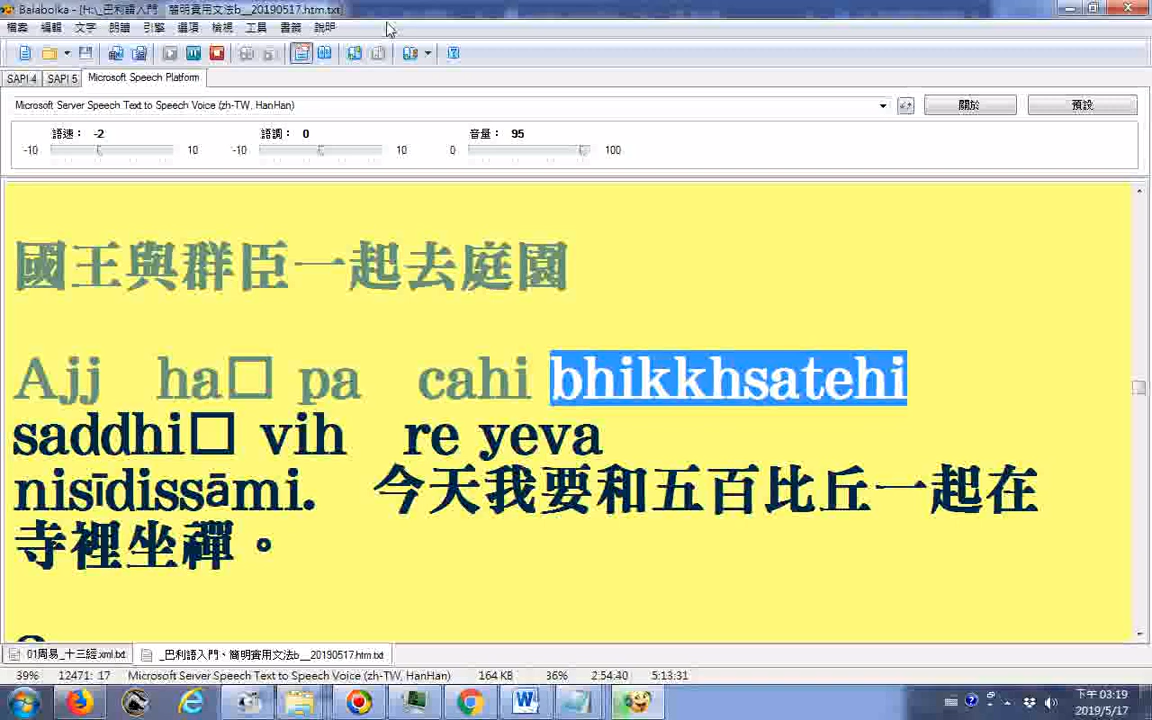 Balabolka - [H:\_巴利語入門、簡明實用文法b__20190517.htm.txt]
檔案 編輯 文字 朗讀 引擎 選項 檢視 工具 書籤 說明
SAPI 4 SAPI 5 Microsoft Speech Platform
Microsoft Server Speech Text to Speech Voice (zh-TW, HanHan) 關於 預設
語速： -2 語調： 0 音量： 95
-10 10 -10 10 0 100
國王與群臣一起去庭園
Ajj ha□ pa cahi bhikkhsatehi
saddhi□ vih re yeva
nisīdissāmi. 今天我要和五百比丘一起在
寺裡坐禪。
01周易_十三經.xml.txt _巴利語入門、簡明實用文法b__20190517.htm.txt
39% 12471: 17 Microsoft Server Speech Text to Speech Voice (zh-TW, HanHan) 164 KB 36% 2:54:40 5:13:31
下午 03:19
2019/5/17